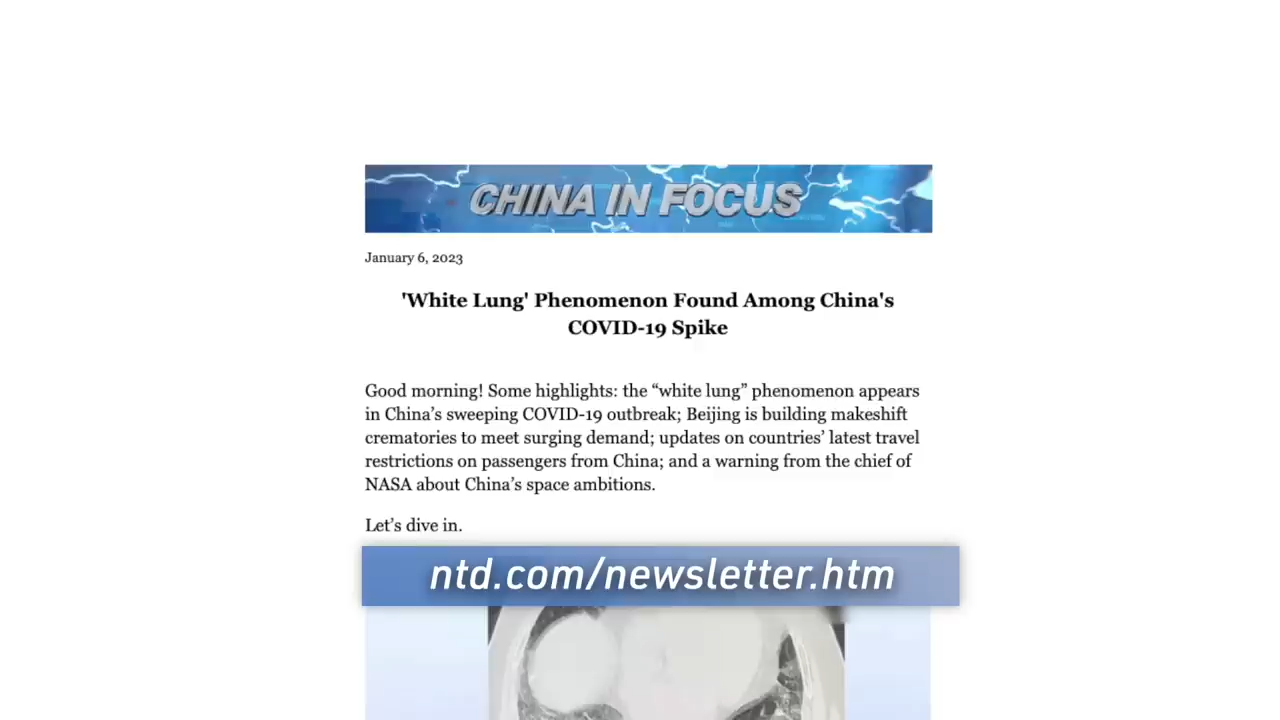 CHINA IN FOCUS
January 6, 2023
'White Lung' Phenomenon Found Among China's
COVID-19 Spike
Good morning! Some highlights: the “white lung” phenomenon appears
in China’s sweeping COVID-19 outbreak; Beijing is building makeshift
crematories to meet surging demand; updates on countries’ latest travel
restrictions on passengers from China; and a warning from the chief of
NASA about China’s space ambitions.
Let’s dive in.
ntd.com/newsletter.htm